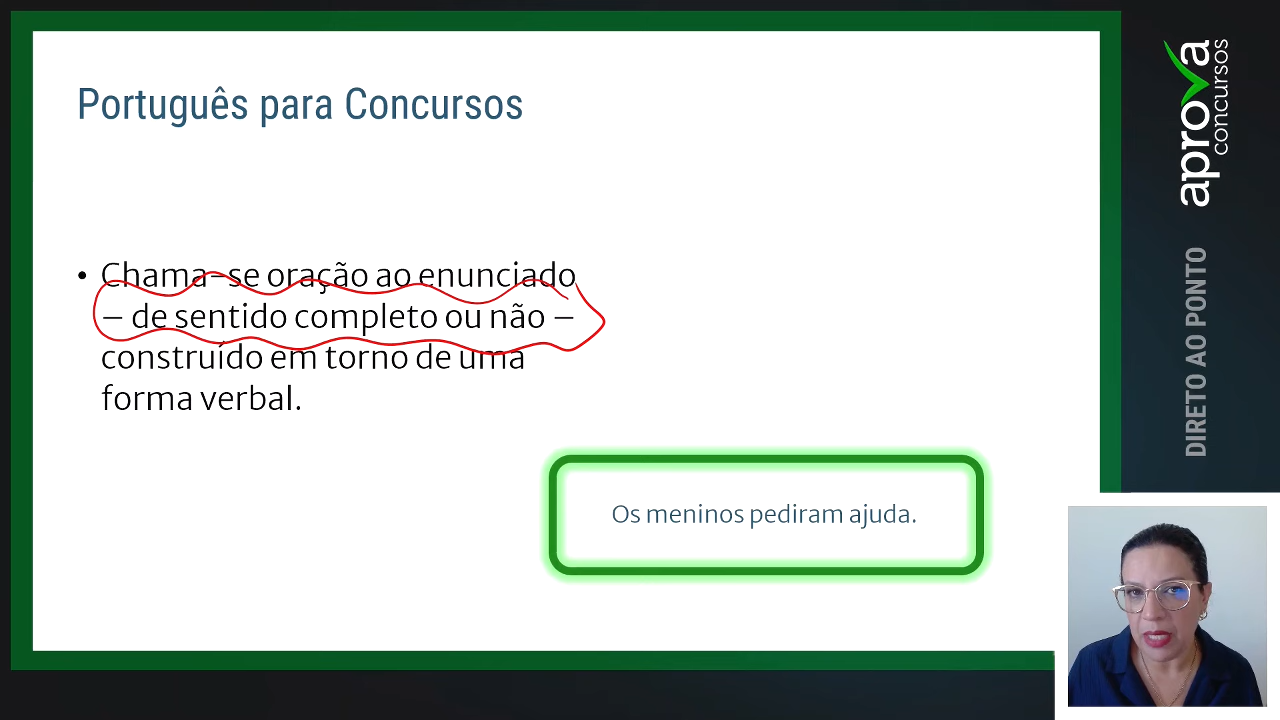 Português para Concursos
• Chama-se oração ao enunciado
– de sentido completo ou não –
construído em torno de uma
forma verbal.
Os meninos pediram ajuda.
aprova
concursos
DIRETO AO PONTO